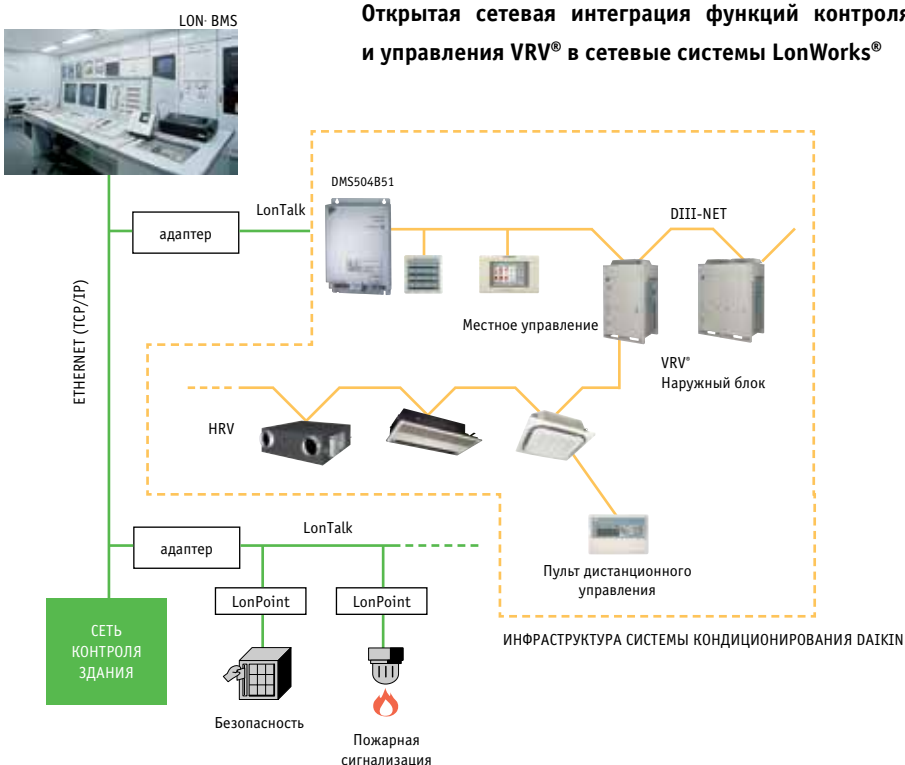 LON· BMS
Открытая сетевая интеграция функций контроля
и управления VRV® в сетевые системы LonWorks®
DMS504B51
LonTalk
адаптер
DIII-NET
Местное управление
ETHERNET (TCP/IP)
VRV®
Наружный блок
HRV
LonTalk
адаптер
Пульт дистанционного
управления
LonPoint
LonPoint
СЕТЬ
КОНТРОЛЯ
ЗДАНИЯ
ИНФРАСТРУКТУРА СИСТЕМЫ КОНДИЦИОНИРОВАНИЯ DAIKIN
Безопасность
Пожарная
сигнализация